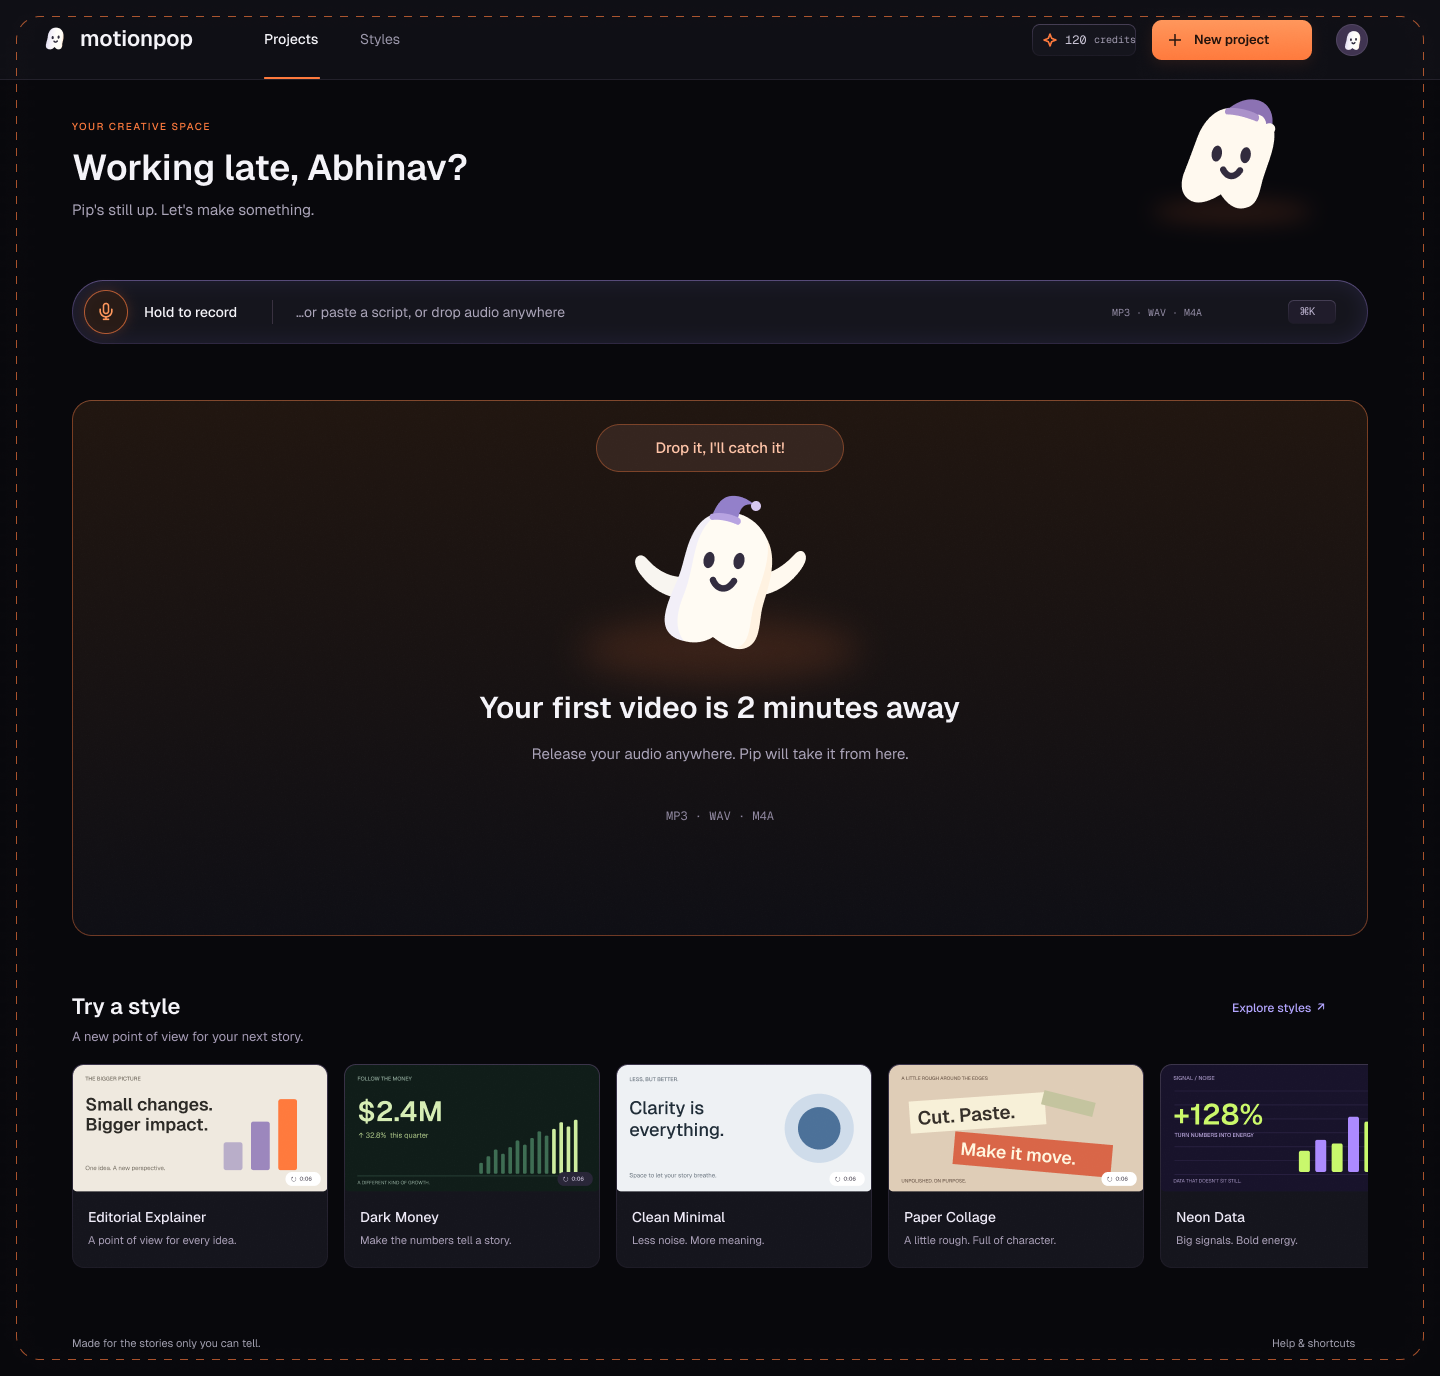 motionpop
Projects
Styles
120 credits
New project
YOUR CREATIVE SPACE
Working late, Abhinav?
Pip's still up. Let's make something.
Hold to record
...or paste a script, or drop audio anywhere
MP3 · WAV · M4A
⌘K
Drop it, I'll catch it!
Your first video is 2 minutes away
Release your audio anywhere. Pip will take it from here.
MP3 · WAV · M4A
Try a style
Explore styles ↗
A new point of view for your next story.
THE BIGGER PICTURE
Small changes.
Bigger impact.
One idea. A new perspective.
0:06
Editorial Explainer
A point of view for every idea.
FOLLOW THE MONEY
$2.4M
↑ 32.8% this quarter
A DIFFERENT KIND OF GROWTH.
0:06
Dark Money
Make the numbers tell a story.
LESS, BUT BETTER.
Clarity is
everything.
Space to let your story breathe.
0:06
Clean Minimal
Less noise. More meaning.
A LITTLE ROUGH AROUND THE EDGES
Cut. Paste.
Make it move.
UNPOLISHED. ON PURPOSE.
0:06
Paper Collage
A little rough. Full of character.
SIGNAL / NOISE
+128%
TURN NUMBERS INTO ENERGY
DATA THAT DOESN'T SIT STILL.
Neon Data
Big signals. Bold energy.
Made for the stories only you can tell.
Help & shortcuts